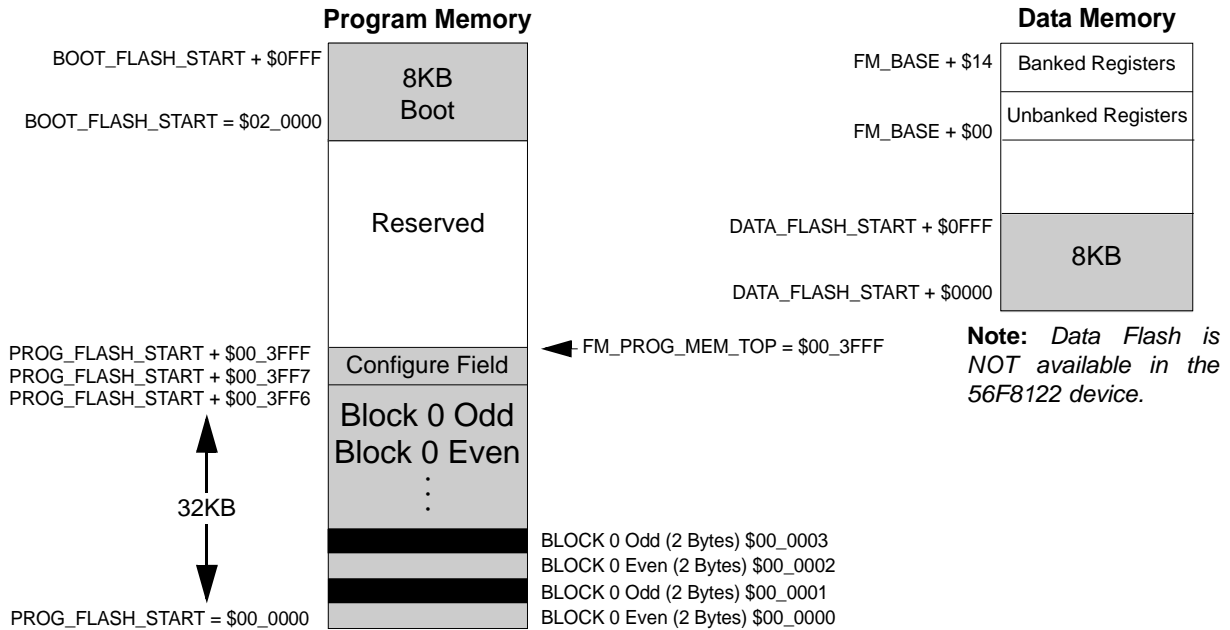 Program Memory
BOOT_FLASH_START + $0FFF
8KB
Boot
BOOT_FLASH_START = $02_0000
Reserved
PROG_FLASH_START + $00_3FFF
PROG_FLASH_START + $00_3FF7
PROG_FLASH_START + $00_3FF6
Configure Field
FM_PROG_MEM_TOP = $00_3FFF
Block 0 Odd
Block 0 Even
32KB
BLOCK 0 Odd (2 Bytes) $00_0003
BLOCK 0 Even (2 Bytes) $00_0002
BLOCK 0 Odd (2 Bytes) $00_0001
BLOCK 0 Even (2 Bytes) $00_0000
PROG_FLASH_START = $00_0000
Data Memory
FM_BASE + $14
Banked Registers
Unbanked Registers
FM_BASE + $00
DATA_FLASH_START + $0FFF
8KB
DATA_FLASH_START + $0000
Note: Data Flash is
NOT available in the
56F8122 device.